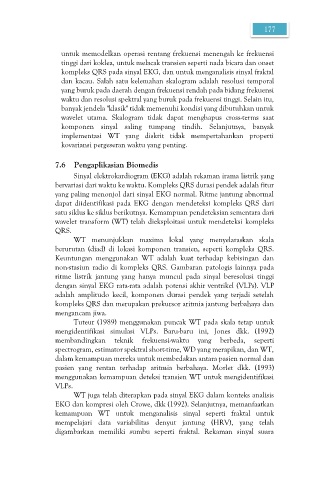 177
untuk memodelkan operasi rentang frekuensi menengah ke frekuensi
tinggi dari koklea, untuk melacak transien seperti nada bicara dan onset
kompleks QRS pada sinyal EKG, dan untuk menganalisis sinyal fraktal
dan kacau. Salah satu kelemahan skalogram adalah resolusi temporal
yang buruk pada daerah dengan frekuensi rendah pada bidang frekuensi
waktu dan resolusi spektral yang buruk pada frekuensi tinggi. Selain itu,
banyak jendela "klasik" tidak memenuhi kondisi yang dibutuhkan untuk
wavelet utama. Skalogram tidak dapat menghapus cross-terms saat
komponen sinyal saling tumpang tindih. Selanjutnya, banyak
implementasi WT yang diskrit tidak mempertahankan properti
kovariansi pergeseran waktu yang penting.
7.6 Pengaplikasian Biomedis
Sinyal elektrokardiogram (EKG) adalah rekaman irama listrik yang
bervariasi dari waktu ke waktu. Kompleks QRS durasi pendek adalah fitur
yang paling menonjol dari sinyal EKG normal. Ritme jantung abnormal
dapat diidentifikasi pada EKG dengan mendeteksi kompleks QRS dari
satu siklus ke siklus berikutnya. Kemampuan pendeteksian sementara dari
wavelet transform (WT) telah dieksploitasi untuk mendeteksi kompleks
QRS.
WT menunjukkan maxima lokal yang menyelaraskan skala
berurutan (diad) di lokasi komponen transien, seperti kompleks QRS.
Keuntungan menggunakan WT adalah kuat terhadap kebisingan dan
non-stasiun radio di kompleks QRS. Gambaran patologis lainnya pada
ritme listrik jantung yang hanya muncul pada sinyal beresolusi tinggi
dengan sinyal EKG rata-rata adalah potensi akhir ventrikel (VLPs). VLP
adalah amplitudo kecil, komponen durasi pendek yang terjadi setelah
kompleks QRS dan merupakan prekursor aritmia jantung berbahaya dan
mengancam jiwa.
Tuteur (1989) menggunakan puncak WT pada skala tetap untuk
mengidentifikasi simulasi VLPs. Baru-baru ini, Jones dkk. (1992)
membandingkan teknik frekuensi-waktu yang berbeda, seperti
spectrogram, estimator spektral short-time, WD yang merapikan, dan WT,
dalam kemampuan mereka untuk membedakan antara pasien normal dan
pasien yang rentan terhadap aritmia berbahaya. Morlet dkk. (1993)
menggunakan kemampuan deteksi transien WT untuk mengidentifikasi
VLPs.
WT juga telah diterapkan pada sinyal EKG dalam konteks analisis
EKG dan kompresi oleh Crowe, dkk (1992). Selanjutnya, memanfaatkan
kemampuan WT untuk menganalisis sinyal seperti fraktal untuk
mempelajari data variabilitas denyut jantung (HRV), yang telah
digambarkan memiliki sumbu seperti fraktal. Rekaman sinyal suara